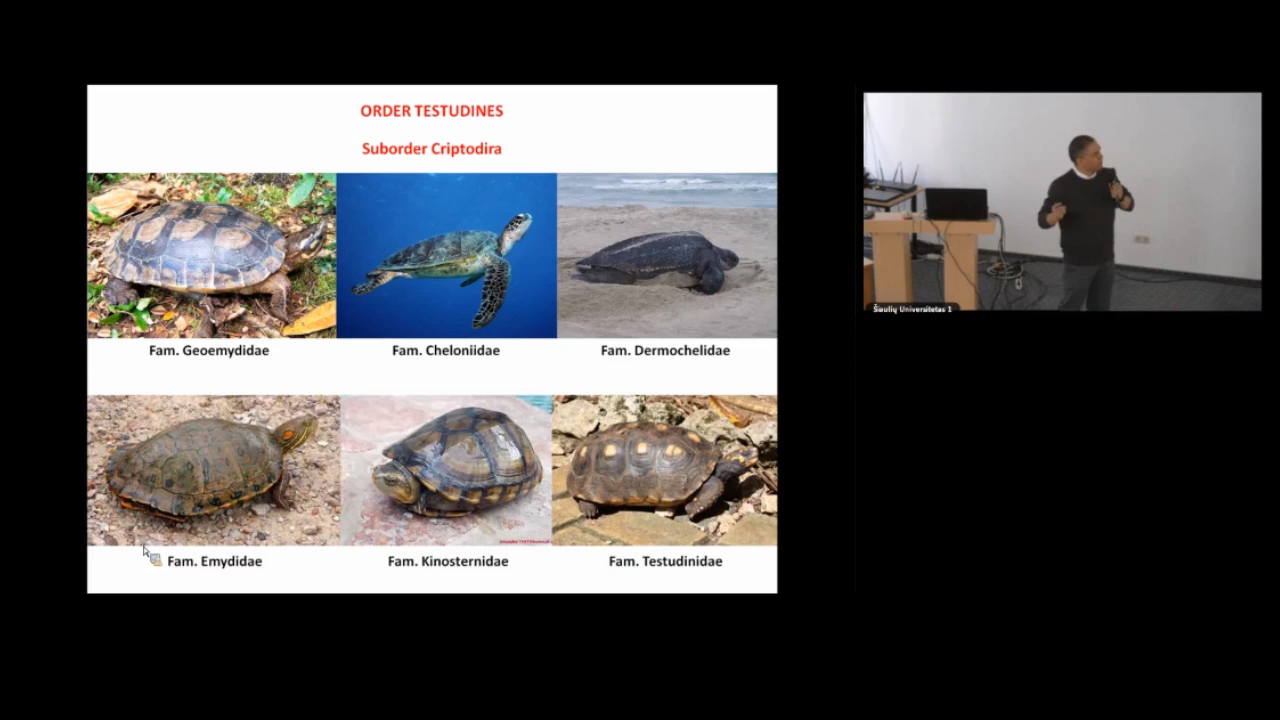 ORDER TESTUDINES
Suborder Criptodira
Fam. Geoemydidae
Fam. Cheloniidae
Fam. Dermochelidae
Fam. Emydidae
Fam. Kinosternidae
Fam. Testudinidae
Šiaulių Universitetas 1